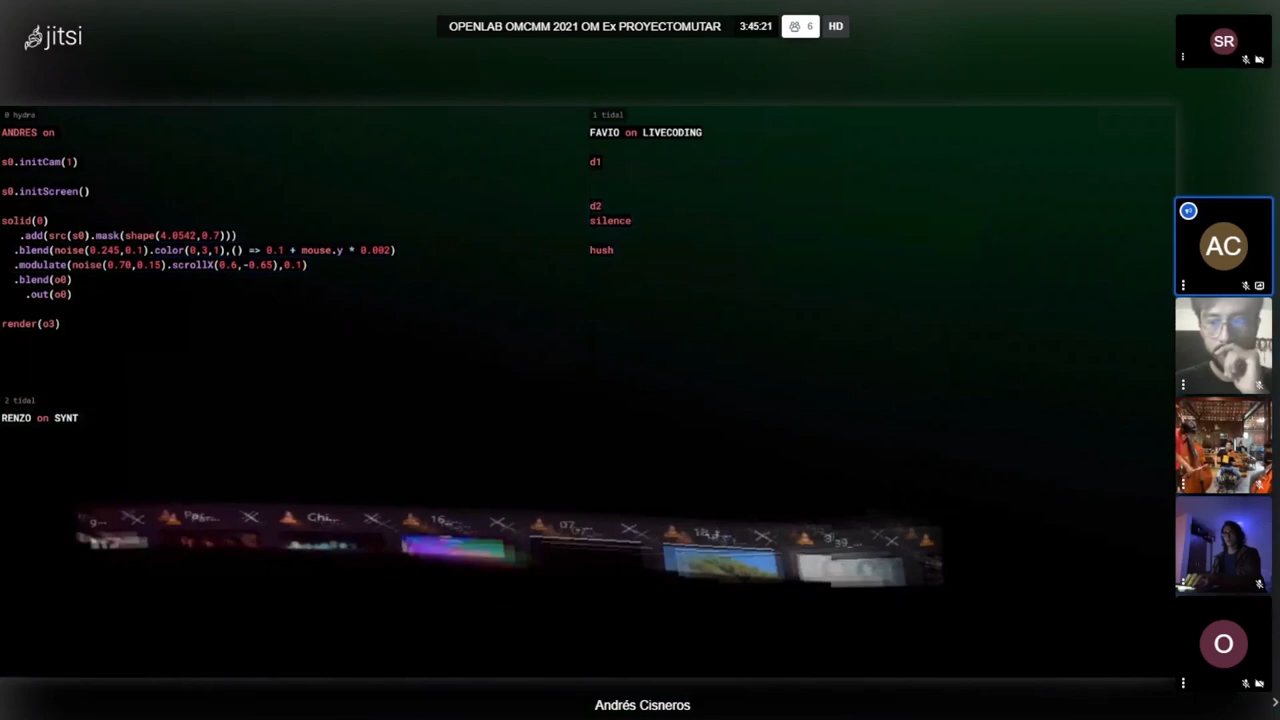 jitsi
OPENLAB OMCMM 2021 OM Ex PROYECTOMUTAR 3:45:21 6 HD
SR
0 hydra
ANDRES on
s0.initCam(1)
s0.initScreen()
solid(0)
.add(src(s0).mask(shape(4.0542,0.7)))
.blend(noise(0.245,0.1).color(0,3,1),() => 0.1 + mouse.y * 0.002)
.modulate(noise(0.70,0.15).scrollX(0.6,-0.65),0.1)
.blend(o0)
.out(o0)
render(o3)
1 tidal
FAVIO on LIVECODING
d1
d2
silence
hush
2 tidal
RENZO on SYNT
g... Chi... 16...
AC
O
Andrés Cisneros